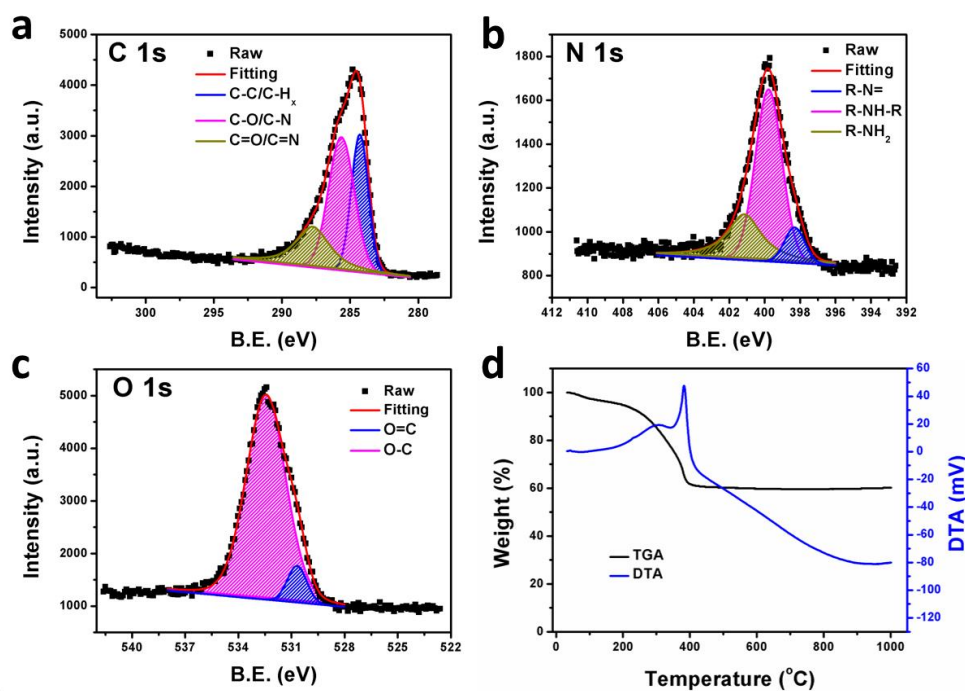 a
C 1s
Raw
Fitting
C-C/C-Hx
C-O/C-N
C=O/C=N
5000
4000
3000
2000
1000
0
Intensity (a.u.)
300 295 290 285 280
B.E. (eV)
b
N 1s
Raw
Fitting
R-N=
R-NH-R
R-NH2
1800
1600
1400
1200
1000
800
Intensity (a.u.)
412 410 408 406 404 402 400 398 396 394 392
B.E. (eV)
c
O 1s
Raw
Fitting
O=C
O-C
5000
4000
3000
2000
1000
Intensity (a.u.)
540 537 534 531 528 525 522
B.E. (eV)
d
100
80
60
40
20
0
Weight (%)
TGA
DTA
60
40
20
0
-20
-40
-60
-80
-100
-120
DTA (mV)
0 200 400 600 800 1000
Temperature (°C)